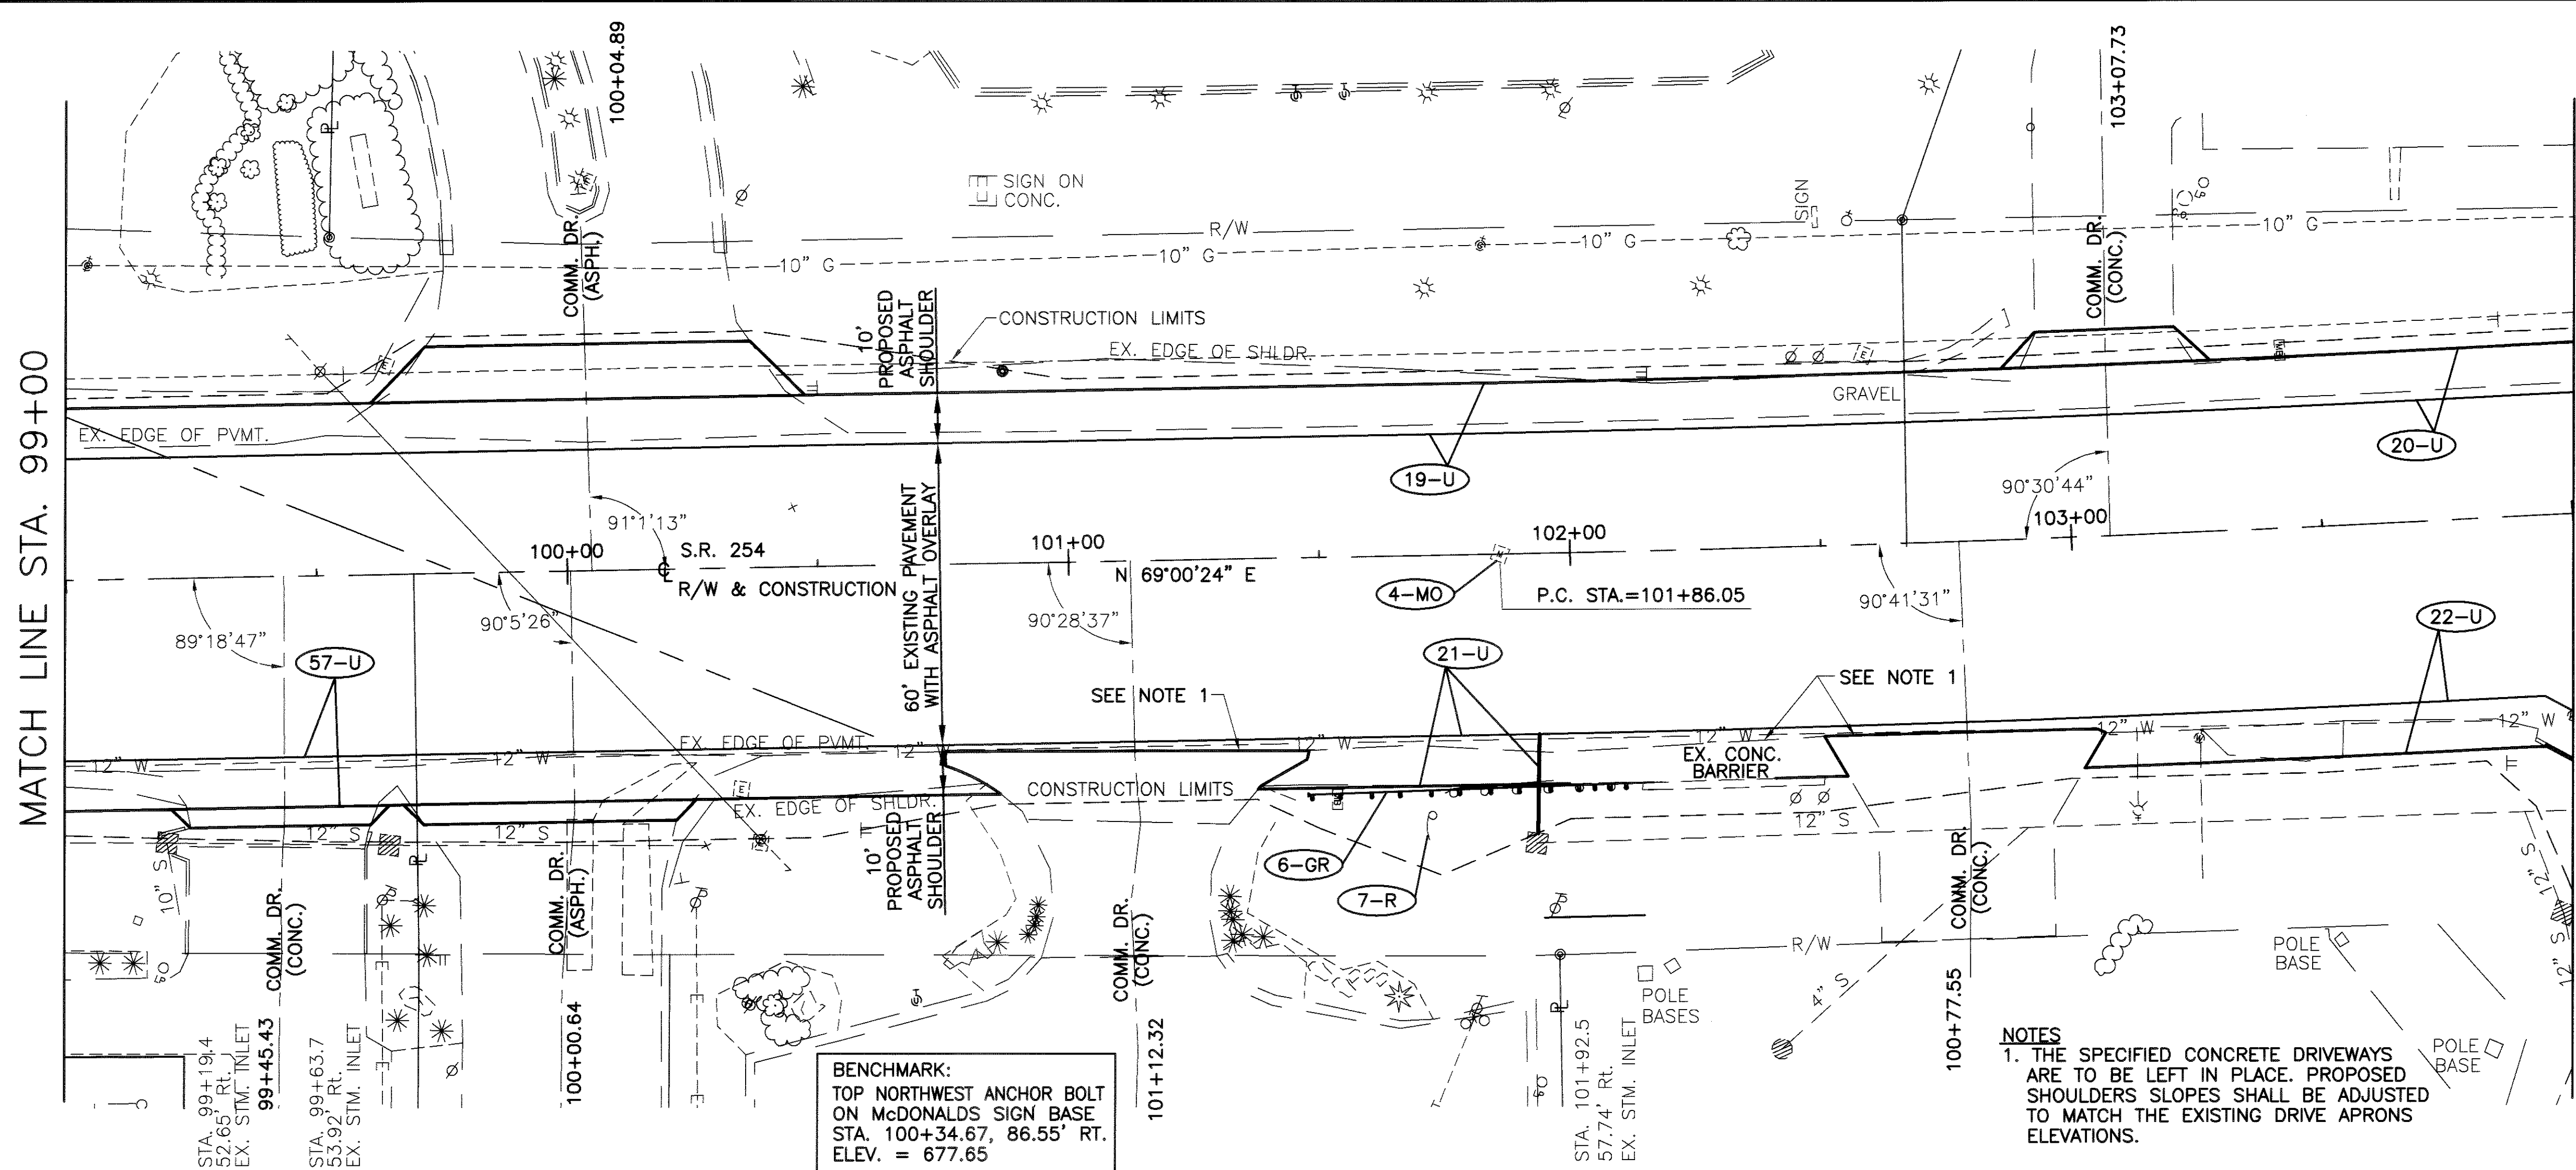 MATCH LINE STA. 99+00
100+04.89
103+07.73
SIGN ON
CONC.
SIGN
R/W
10" G
10" G
10" G
10" G
COMM. DR.
(ASPH.)
COMM. DR.
(CONC.)
10'
PROPOSED
ASPHALT
SHOULDER
CONSTRUCTION LIMITS
EX. EDGE OF SHLDR.
GRAVEL
EX. EDGE OF PVMT.
19-U
20-U
60' EXISTING PAVEMENT
WITH ASPHALT OVERLAY
91°1'13"
90°30'44"
100+00
S.R. 254
R/W & CONSTRUCTION
101+00
N 69°00'24" E
102+00
103+00
4-MO
P.C. STA.=101+86.05
89°18'47"
90°5'26"
90°28'37"
90°41'31"
57-U
21-U
22-U
SEE NOTE 1
SEE NOTE 1
EX. EDGE OF PVMT.
12" W
12" W
12" W
12" W
12" W
12" W
12" W
EX. CONC.
BARRIER
CONSTRUCTION LIMITS
EX. EDGE OF SHLDR.
12" S
12" S
12" S
12" S
12" S
10" S
4" S
10'
PROPOSED
ASPHALT
SHOULDER
6-GR
7-R
COMM. DR.
(CONC.)
COMM. DR.
(ASPH.)
COMM. DR.
(CONC.)
COMM. DR.
(CONC.)
R/W
POLE
BASES
POLE
BASE
POLE
BASE
STA. 99+19.4
52.65' Rt.
EX. STM. INLET
99+45.43
STA. 99+63.7
53.92' Rt.
EX. STM. INLET
100+00.64
101+12.32
STA. 101+92.5
57.74' Rt.
EX. STM. INLET
100+77.55
BENCHMARK:
TOP NORTHWEST ANCHOR BOLT
ON McDONALDS SIGN BASE
STA. 100+34.67, 86.55' RT.
ELEV. = 677.65
NOTES
1. THE SPECIFIED CONCRETE DRIVEWAYS
ARE TO BE LEFT IN PLACE. PROPOSED
SHOULDERS SLOPES SHALL BE ADJUSTED
TO MATCH THE EXISTING DRIVE APRONS
ELEVATIONS.